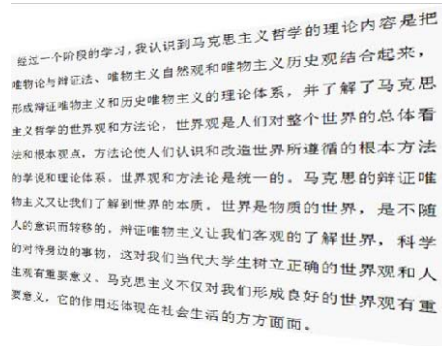 经过一个阶段的学习,我认识到马克思主义哲学的理论内容是把
唯物论与辩证法、唯物主义自然观和唯物主义历史观结合起来,
形成辩证唯物主义和历史唯物主义的理论体系,并了解了马克思
主义哲学的世界观和方法论,世界观是人们对整个世界的总体看
法和根本观点,方法论使人们认识和改造世界所遵循的根本方法
的学说和理论体系。世界观和方法论是统一的。马克思的辩证唯
物主义又让我们了解到世界的本质。世界是物质的世界,是不随
人的意识而转移的。辩证唯物主义让我们客观的了解世界,科学
的对待身边的事物,这对我们当代大学生树立正确的世界观和人
生观有重要意义、马克思主义不仅对我们形成良好的世界观有重
要意义,它的作用还体现在社会生活的方方面面。